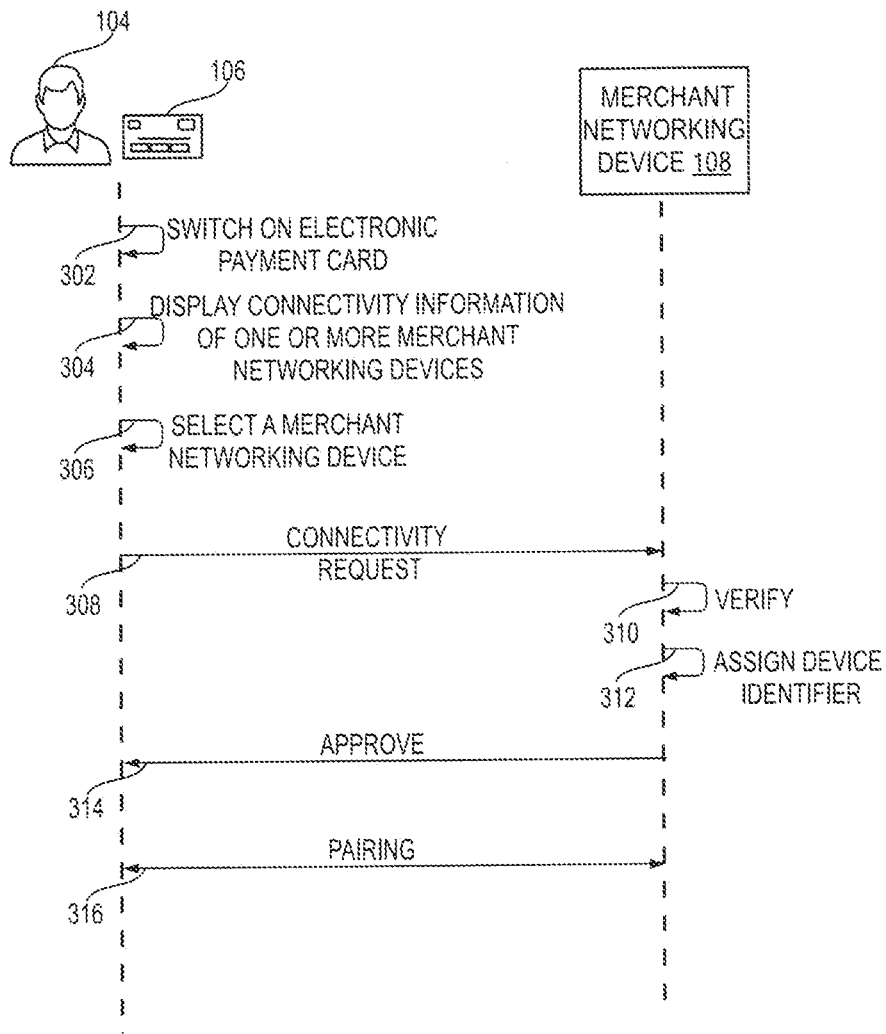 104
106
MERCHANT
NETWORKING
DEVICE 108
SWITCH ON ELECTRONIC
PAYMENT CARD
302
DISPLAY CONNECTIVITY INFORMATION
OF ONE OR MORE MERCHANT
NETWORKING DEVICES
304
SELECT A MERCHANT
NETWORKING DEVICE
306
CONNECTIVITY
REQUEST
308
VERIFY
310
ASSIGN DEVICE
IDENTIFIER
312
APPROVE
314
PAIRING
316